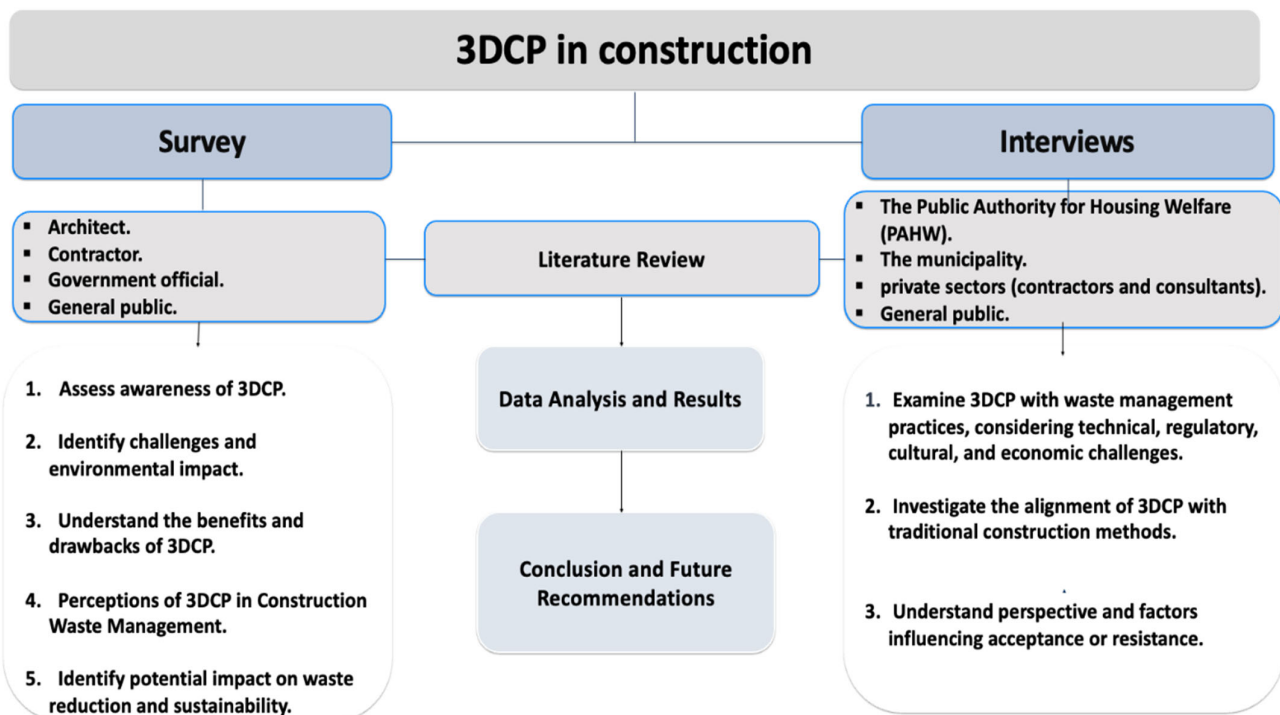 3DCP in construction
Survey
Interviews
▪ Architect.
▪ Contractor.
▪ Government official.
▪ General public.
Literature Review
▪ The Public Authority for Housing Welfare
(PAHW).
▪ The municipality.
▪ private sectors (contractors and consultants).
▪ General public.
1. Assess awareness of 3DCP.
2. Identify challenges and
environmental impact.
3. Understand the benefits and
drawbacks of 3DCP.
4. Perceptions of 3DCP in Construction
Waste Management.
5. Identify potential impact on waste
reduction and sustainability.
Data Analysis and Results
Conclusion and Future
Recommendations
1. Examine 3DCP with waste management
practices, considering technical, regulatory,
cultural, and economic challenges.
2. Investigate the alignment of 3DCP with
traditional construction methods.
3. Understand perspective and factors
influencing acceptance or resistance.